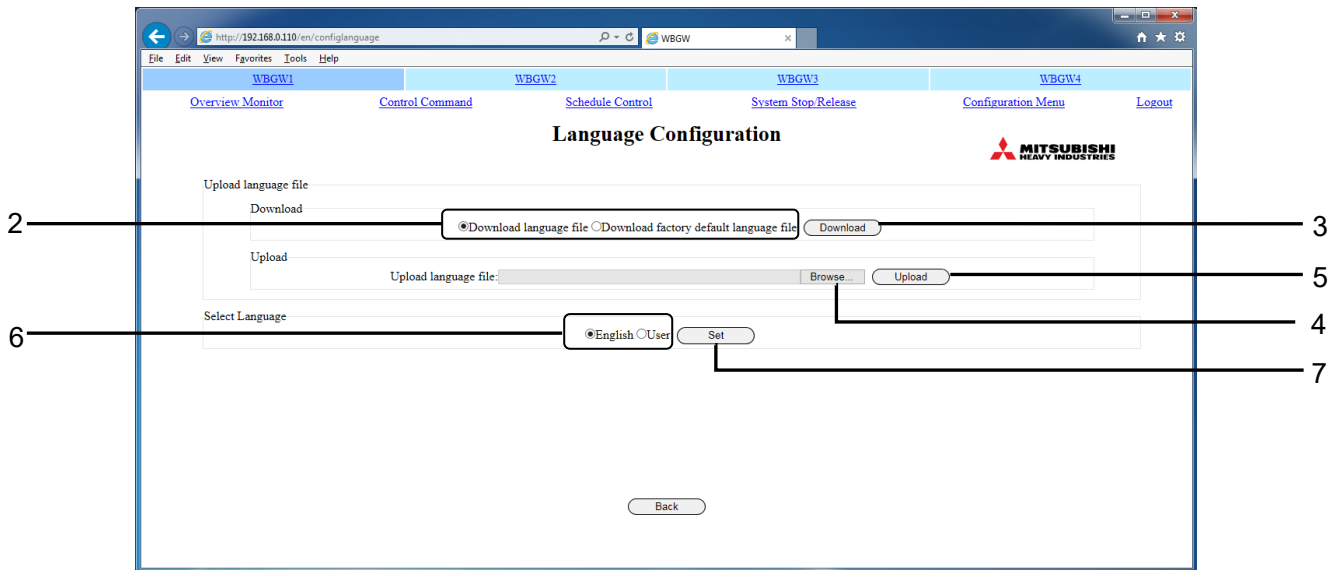 http://192.168.0.110/en/configlanguage
WBGW
File Edit View Favorites Tools Help
WBGW1 WBGW2 WBGW3 WBGW4
Overview Monitor Control Command Schedule Control System Stop/Release Configuration Menu Logout
Language Configuration
MITSUBISHI
HEAVY INDUSTRIES
Upload language file
Download
2 Download language file Download factory default language file Download 3
Upload
Upload language file: Browse... Upload 5
4
Select Language
6 English User Set
7
Back